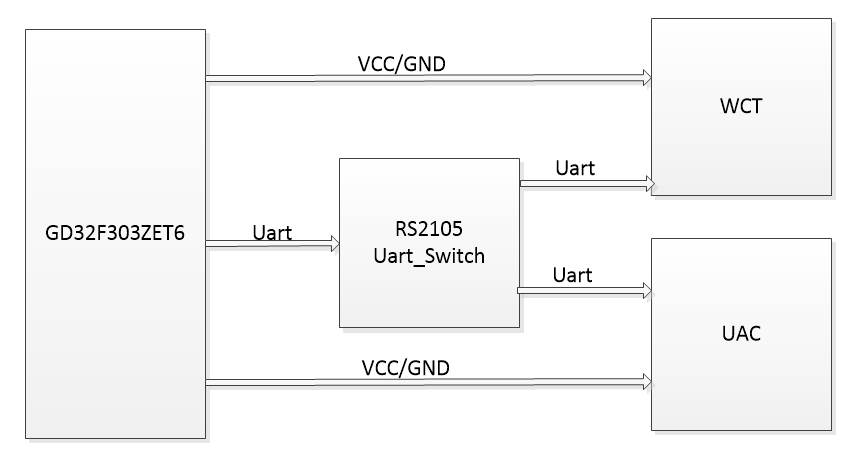 VCC/GND
WCT
Uart
GD32F303ZET6
Uart
RS2105
Uart_Switch
Uart
UAC
VCC/GND